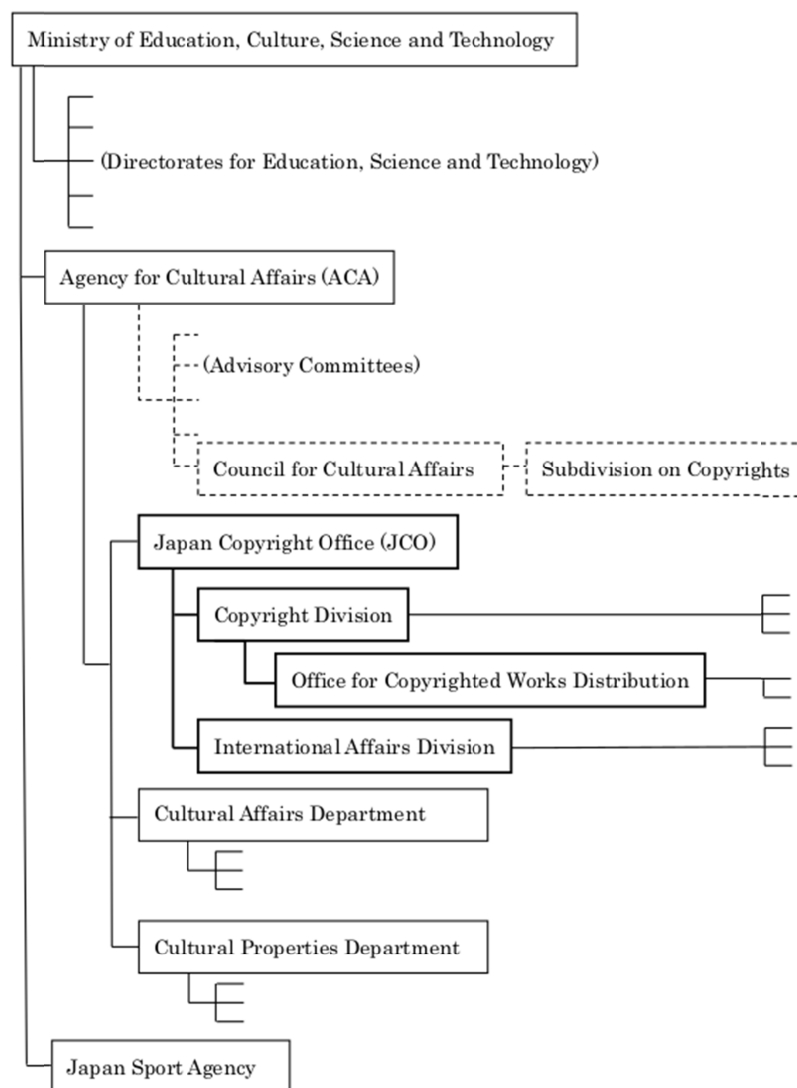 Ministry of Education, Culture, Science and Technology
(Directorates for Education, Science and Technology)
Agency for Cultural Affairs (ACA)
(Advisory Committees)
Council for Cultural Affairs
Subdivision on Copyrights
Japan Copyright Office (JCO)
Copyright Division
Office for Copyrighted Works Distribution
International Affairs Division
Cultural Affairs Department
Cultural Properties Department
Japan Sport Agency